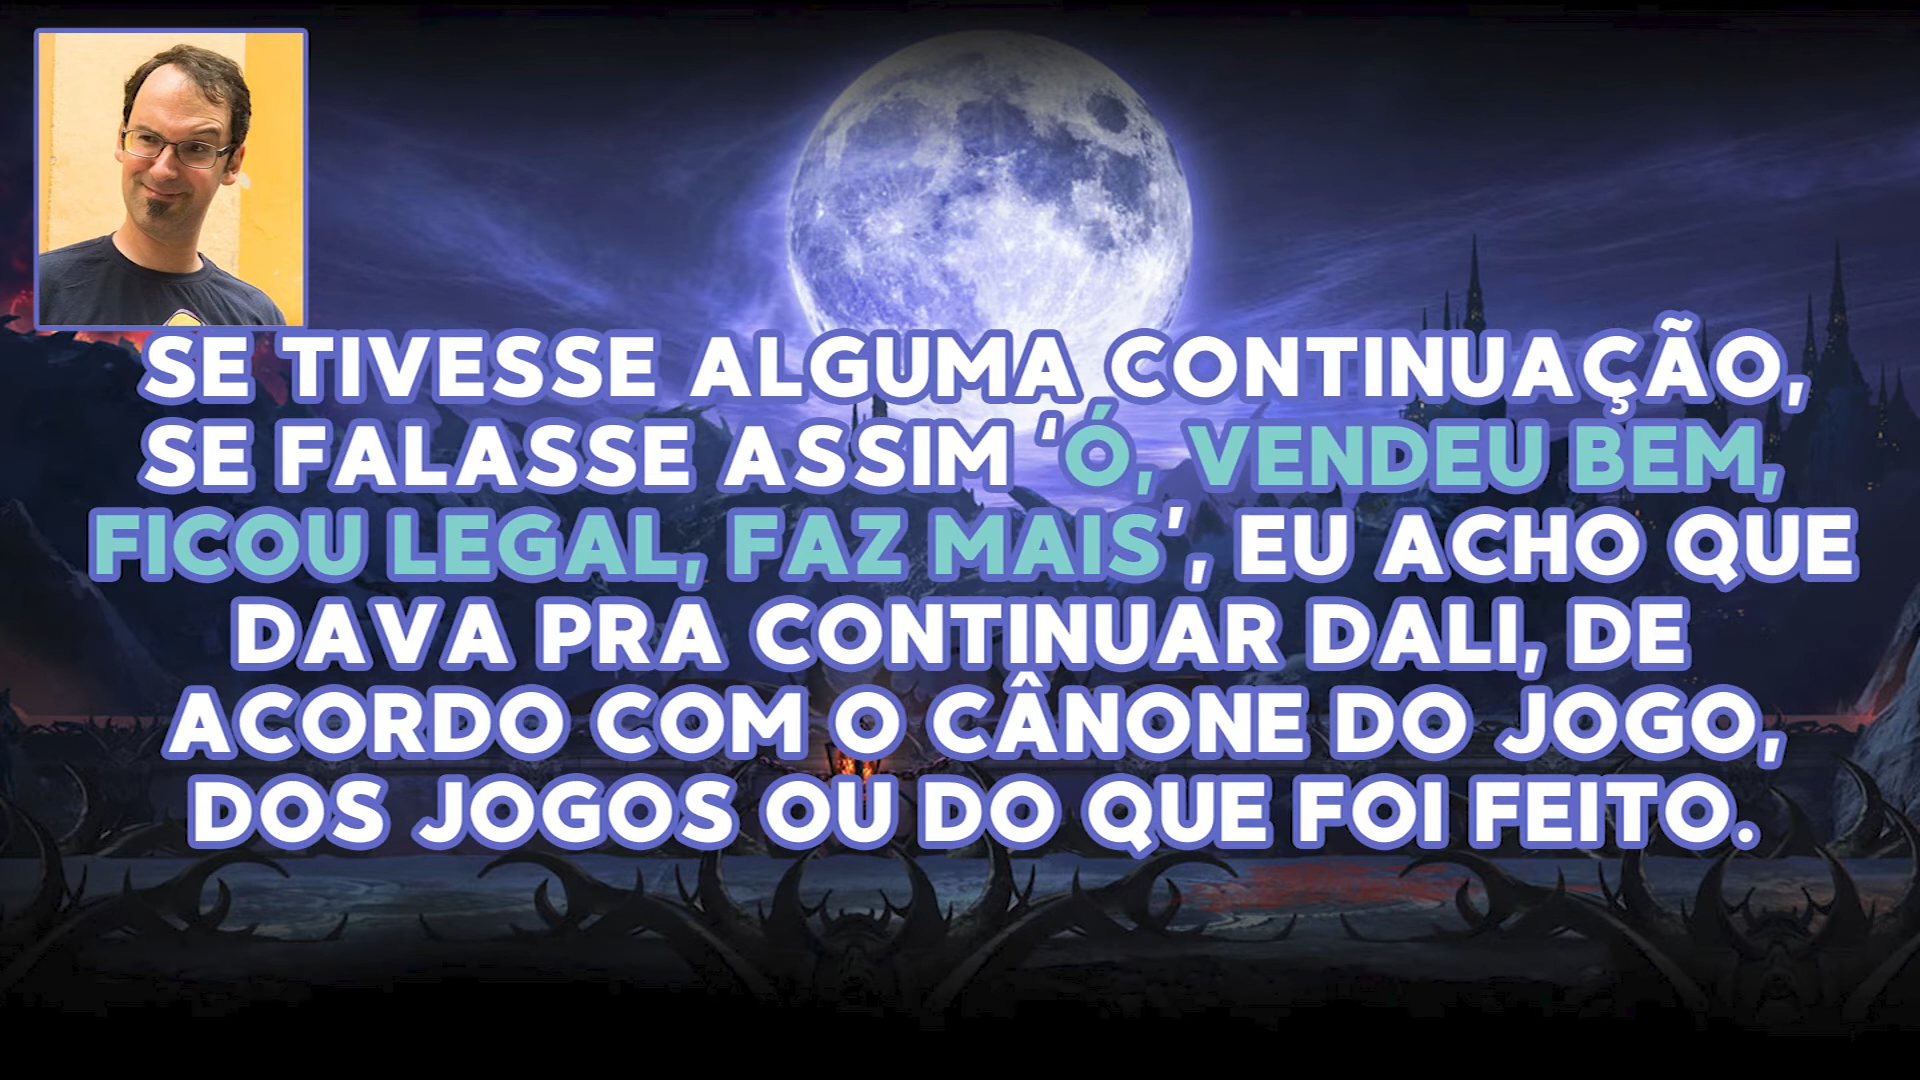 SE TIVESSE ALGUMA CONTINUAÇÃO,
SE FALASSE ASSIM ‘Ó, VENDEU BEM,
FICOU LEGAL, FAZ MAIS’, EU ACHO QUE
DAVA PRA CONTINUAR DALI, DE
ACORDO COM O CÂNONE DO JOGO,
DOS JOGOS OU DO QUE FOI FEITO.